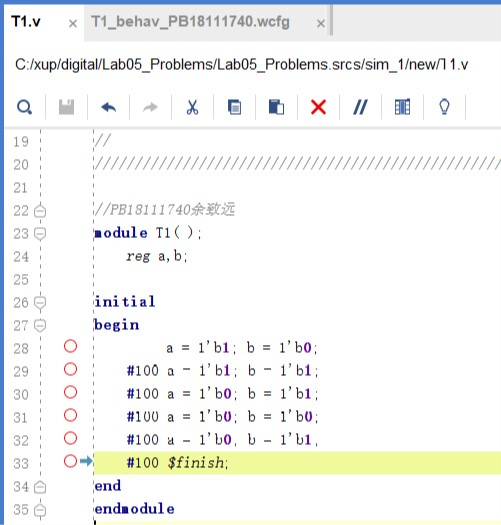 T1.v × T1_behav_PB18111740.wcfg ×
C:/xup/digital/Lab05_Problems/Lab05_Problems.srcs/sim_1/new/T1.v
19 //
20 //////////////////////////////////////////////////
21
22 //PB18111740余致远
23 module T1( );
24 reg a,b;
25
26 initial
27 begin
28 a = 1'b1; b = 1'b0;
29 #100 a - 1'b1; b - 1'b1;
30 #100 a = 1'b0; b = 1'b1;
31 #100 a = 1'b0; b = 1'b0;
32 #100 a - 1'b0, b - 1'b1,
33 #100 $finish;
34 end
35 endmodule